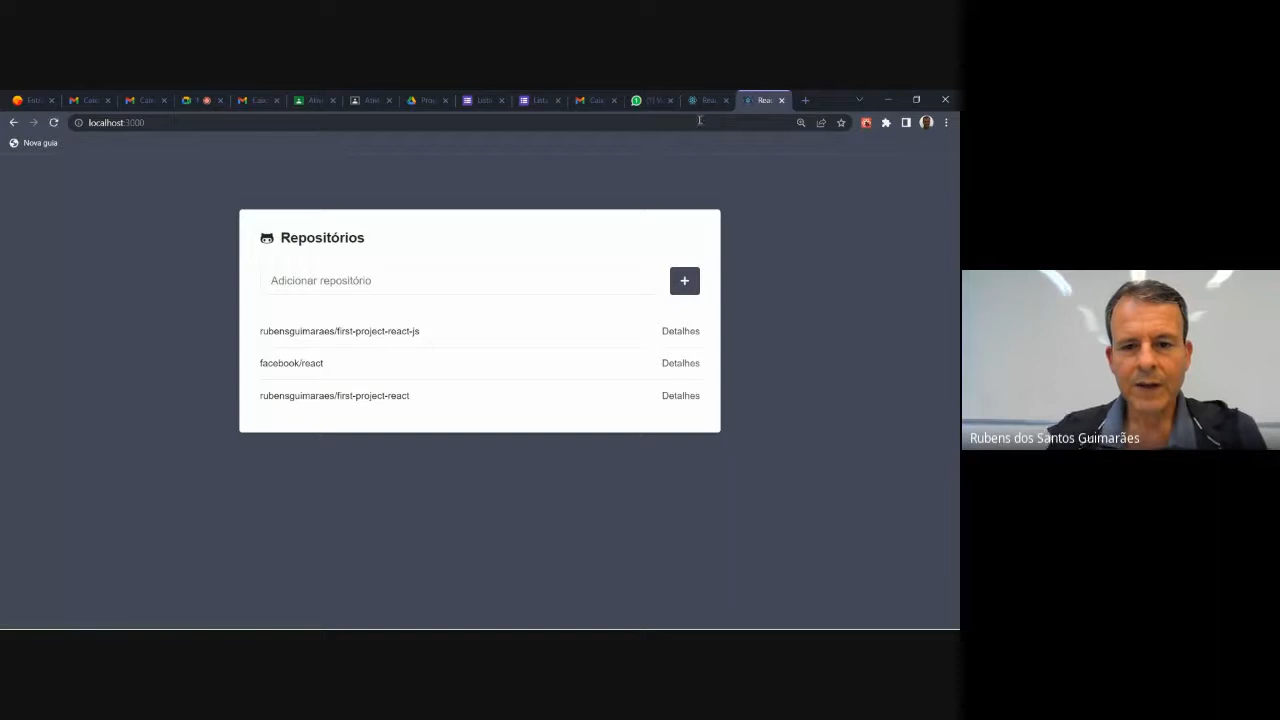 localhost:3000
Nova guia
Repositórios
Adicionar repositório
+
rubensguimaraes/first-project-react-js Detalhes
facebook/react Detalhes
rubensguimaraes/first-project-react Detalhes
Rubens dos Santos Guimarães